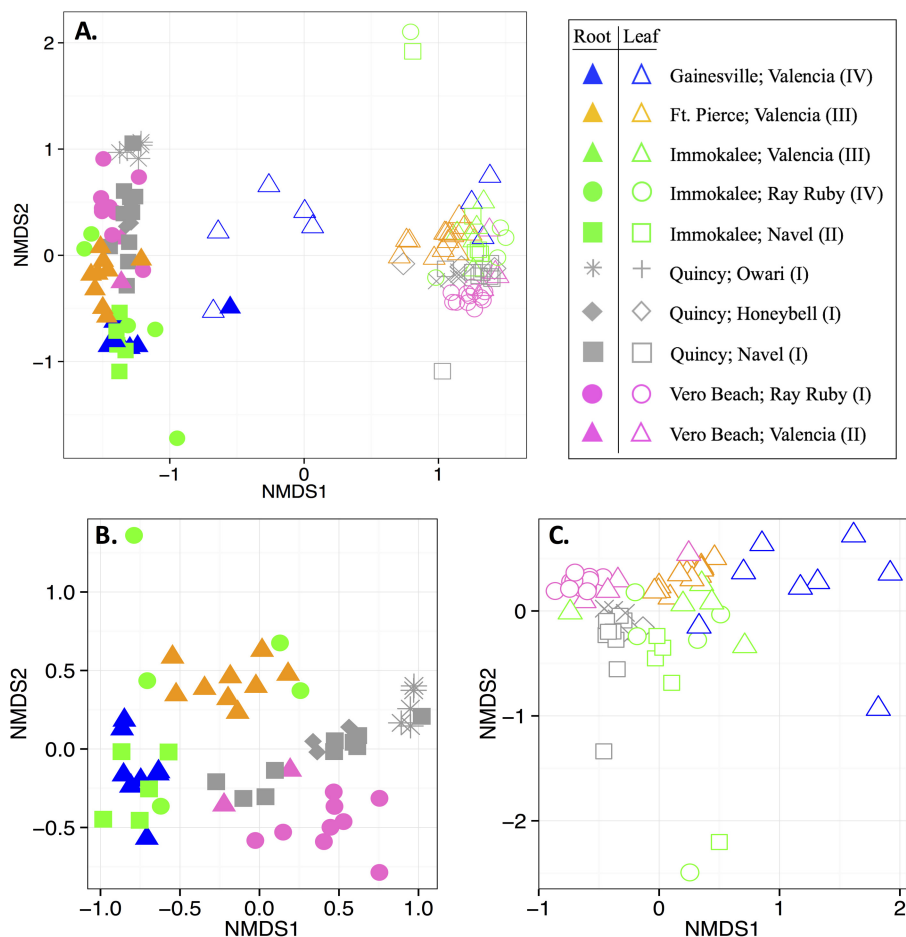 A.
2
1
0
−1
NMDS2
−1
0
1
NMDS1
Root Leaf
Gainesville; Valencia (IV)
Ft. Pierce; Valencia (III)
Immokalee; Valencia (III)
Immokalee; Ray Ruby (IV)
Immokalee; Navel (II)
Quincy; Owari (I)
Quincy; Honeybell (I)
Quincy; Navel (I)
Vero Beach; Ray Ruby (I)
Vero Beach; Valencia (II)
B.
1.0
0.5
0.0
−0.5
NMDS2
−1.0 −0.5 0.0 0.5 1.0
NMDS1
C.
0
−1
−2
NMDS2
−1 0 1 2
NMDS1